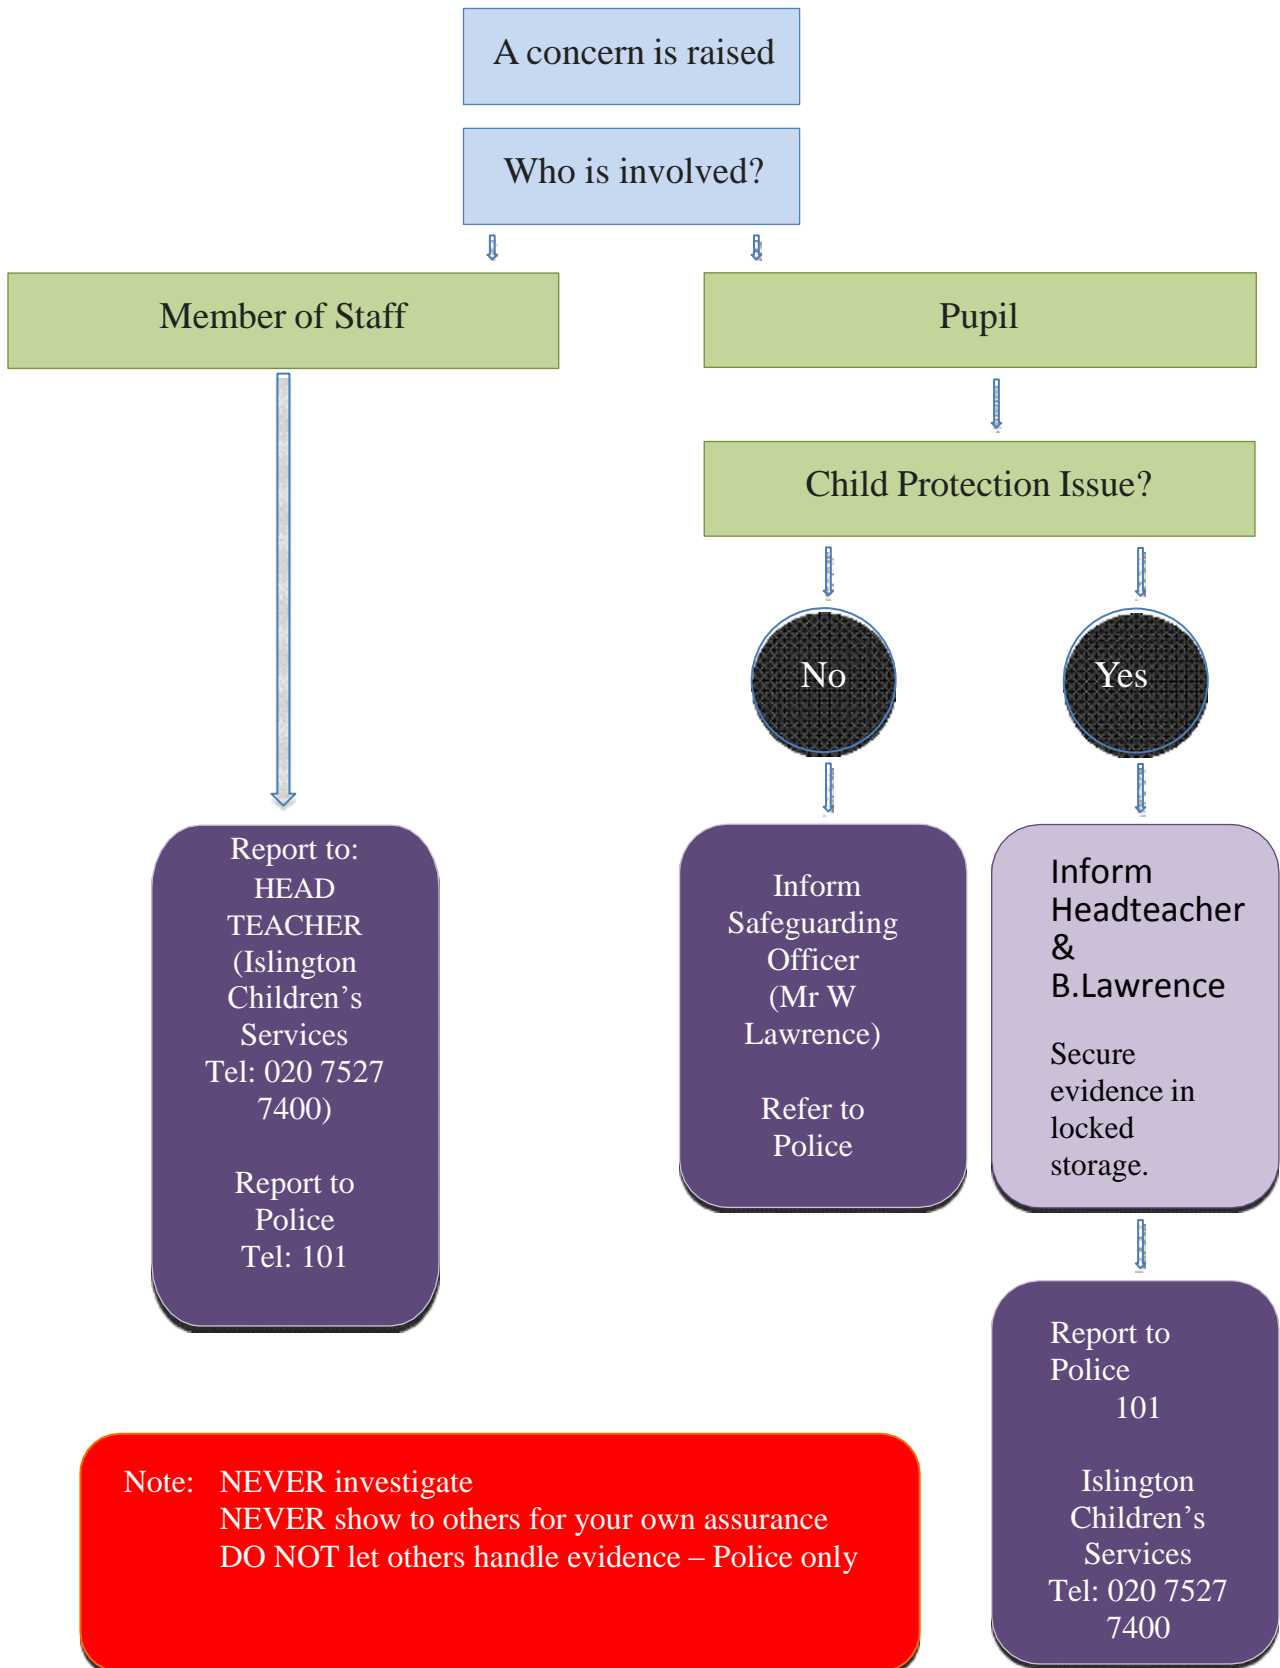 A concern is raised
Who is involved?
Member of Staff
Pupil
Child Protection Issue?
No
Yes
Report to:
HEAD
TEACHER
(Islington
Children’s
Services
Tel: 020 7527
7400)
Report to
Police
Tel: 101
Inform
Safeguarding
Officer
(Mr W
Lawrence)
Refer to
Police
Inform
Headteacher
&
B.Lawrence
Secure
evidence in
locked
storage.
Report to
Police
101
Islington
Children’s
Services
Tel: 020 7527
7400
Note: NEVER investigate
NEVER show to others for your own assurance
DO NOT let others handle evidence – Police only